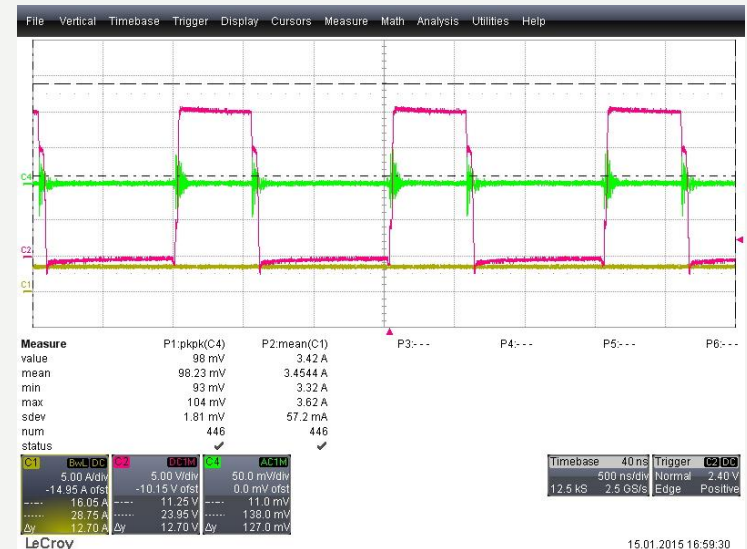 File Vertical Timebase Trigger Display Cursors Measure Math Analysis Utilities Help
C4
C2
C1
Measure P1:pkpk(C4) P2:mean(C1) P3:- - - P4:- - - P5:- - - P6:- - -
value 98 mV 3.42 A
mean 98.23 mV 3.4544 A
min 93 mV 3.32 A
max 104 mV 3.62 A
sdev 1.81 mV 57.2 mA
num 446 446
status ✓ ✓
C1 BwL DC C2 DC1M C4 AC1M Timebase 40 ns Trigger C2 DC
5.00 A/div 5.00 V/div 50.0 mV/div 500 ns/div Normal 2.40 V
-14.95 A ofst -10.15 V ofst 0.0 mV ofst 12.5 kS 2.5 GS/s Edge Positive
16.05 A 11.25 V 11.0 mV
28.75 A 23.95 V 138.0 mV
Δy 12.70 A Δy 12.70 V Δy 127.0 mV
LeCroy 15.01.2015 16:59:30